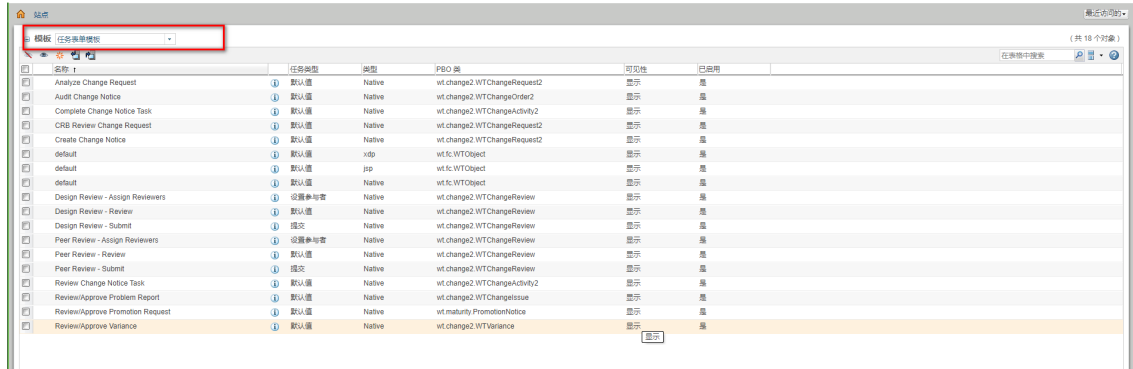 站点 最近访问的
模板 任务表单模板 (共 18 个对象)
在表格中搜索
名称 ↑ 任务类型 类型 PBO 类 可见性 已启用
Analyze Change Request 默认值 Native wt.change2.WTChangeRequest2 显示 是
Audit Change Notice 默认值 Native wt.change2.WTChangeOrder2 显示 是
Complete Change Notice Task 默认值 Native wt.change2.WTChangeActivity2 显示 是
CRB Review Change Request 默认值 Native wt.change2.WTChangeRequest2 显示 是
Create Change Notice 默认值 Native wt.change2.WTChangeRequest2 显示 是
default 默认值 xdp wt.fc.WTObject 显示 是
default 默认值 jsp wt.fc.WTObject 显示 是
default 默认值 Native wt.fc.WTObject 显示 是
Design Review - Assign Reviewers 设置参与者 Native wt.change2.WTChangeReview 显示 是
Design Review - Review 默认值 Native wt.change2.WTChangeReview 显示 是
Design Review - Submit 提交 Native wt.change2.WTChangeReview 显示 是
Peer Review - Assign Reviewers 设置参与者 Native wt.change2.WTChangeReview 显示 是
Peer Review - Review 默认值 Native wt.change2.WTChangeReview 显示 是
Peer Review - Submit 提交 Native wt.change2.WTChangeReview 显示 是
Review Change Notice Task 默认值 Native wt.change2.WTChangeActivity2 显示 是
Review/Approve Problem Report 默认值 Native wt.change2.WTChangeIssue 显示 是
Review/Approve Promotion Request 默认值 Native wt.maturity.PromotionNotice 显示 是
Review/Approve Variance 默认值 Native wt.change2.WTVariance 显示 是
显示